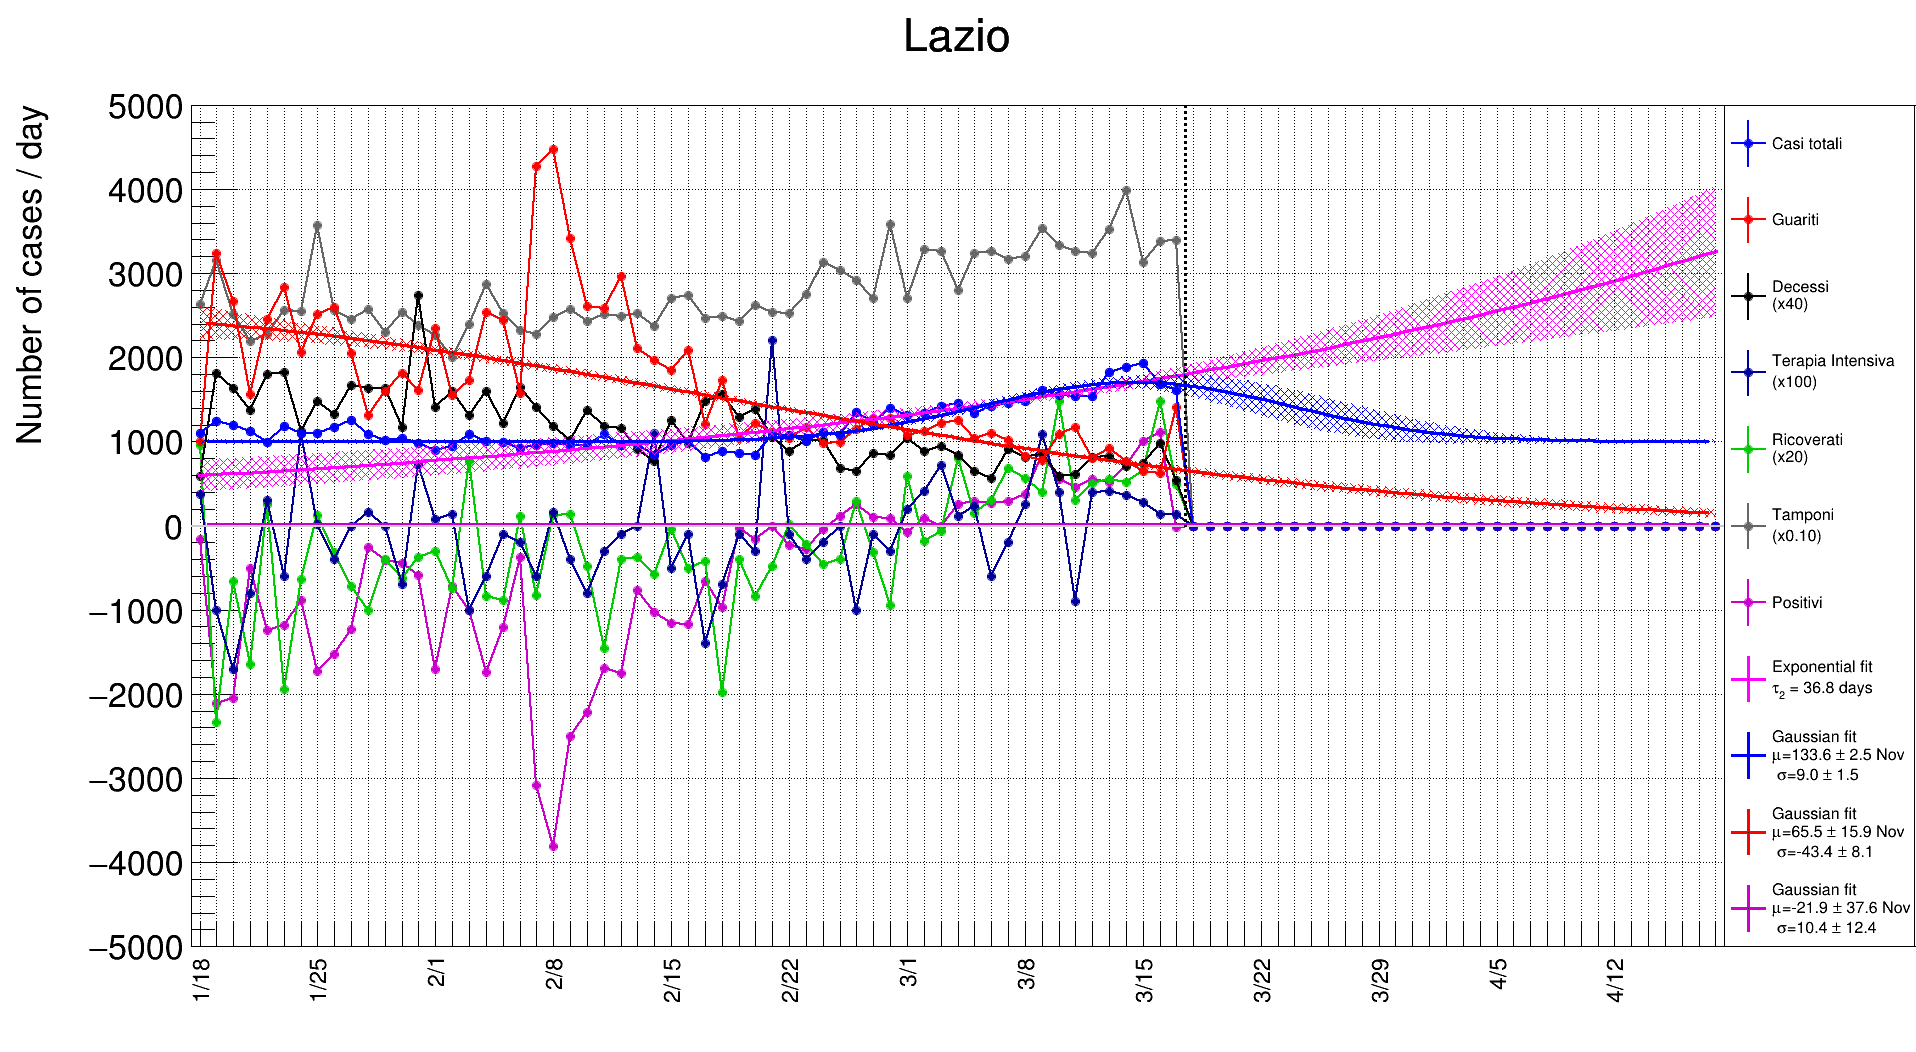 Lazio
Number of cases / day
5000
4000
3000
2000
1000
0
−1000
−2000
−3000
−4000
−5000
1/18
1/25
2/1
2/8
2/15
2/22
3/1
3/8
3/15
3/22
3/29
4/5
4/12
Casi totali
Guariti
Decessi
(x40)
Terapia Intensiva
(x100)
Ricoverati
(x20)
Tamponi
(x0.10)
Positivi
Exponential fit
τ2 = 36.8 days
Gaussian fit
μ=133.6 ± 2.5 Nov
σ=9.0 ± 1.5
Gaussian fit
μ=65.5 ± 15.9 Nov
σ=-43.4 ± 8.1
Gaussian fit
μ=-21.9 ± 37.6 Nov
σ=10.4 ± 12.4